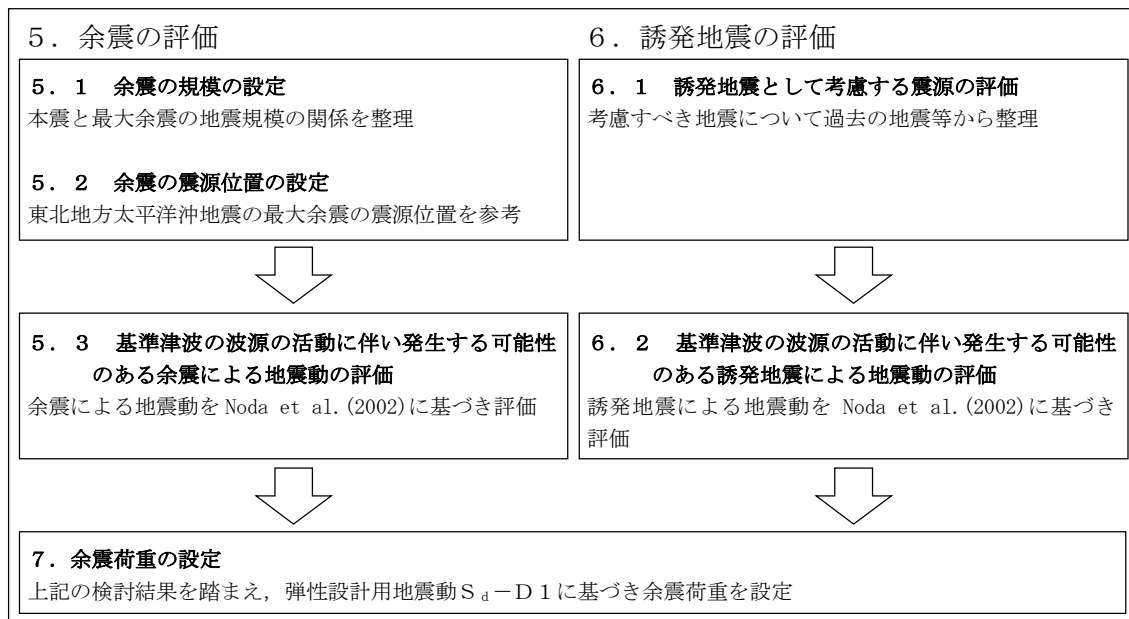 ５．余震の評価
５．１　余震の規模の設定
本震と最大余震の地震規模の関係を整理
５．２　余震の震源位置の設定
東北地方太平洋沖地震の最大余震の震源位置を参考
５．３　基準津波の波源の活動に伴い発生する可能性
のある余震による地震動の評価
余震による地震動を Noda et al.(2002)に基づき評価
６．誘発地震の評価
６．１　誘発地震として考慮する震源の評価
考慮すべき地震について過去の地震等から整理
６．２　基準津波の波源の活動に伴い発生する可能性
のある誘発地震による地震動の評価
誘発地震による地震動を Noda et al.(2002)に基づき
評価
７．余震荷重の設定
上記の検討結果を踏まえ，弾性設計用地震動Ｓｄ－Ｄ１に基づき余震荷重を設定